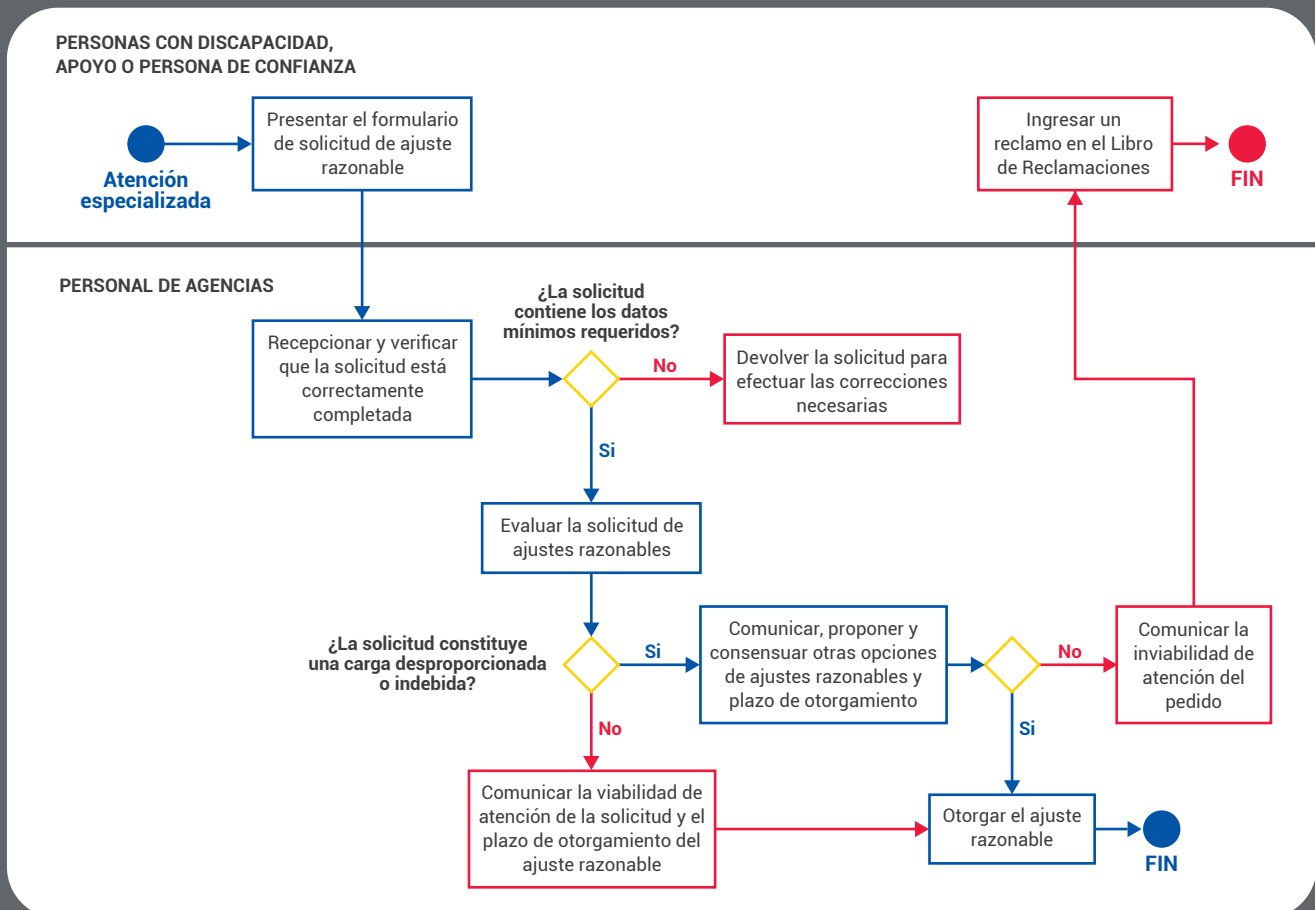 PERSONAS CON DISCAPACIDAD,
APOYO O PERSONA DE CONFIANZA
Atención
especializada
Presentar el formulario
de solicitud de ajuste
razonable
Ingresar un
reclamo en el Libro
de Reclamaciones
FIN
PERSONAL DE AGENCIAS
Recepcionar y verificar
que la solicitud está
correctamente
completada
¿La solicitud
contiene los datos
mínimos requeridos?
No
Devolver la solicitud para
efectuar las correcciones
necesarias
Si
Evaluar la solicitud de
ajustes razonables
¿La solicitud constituye
una carga desproporcionada
o indebida?
Si
Comunicar, proponer y
consensuar otras opciones
de ajustes razonables y
plazo de otorgamiento
No
Comunicar la
inviabilidad de
atención del
pedido
No
Si
Comunicar la viabilidad de
atención de la solicitud y el
plazo de otorgamiento del
ajuste razonable
Otorgar el ajuste
razonable
FIN